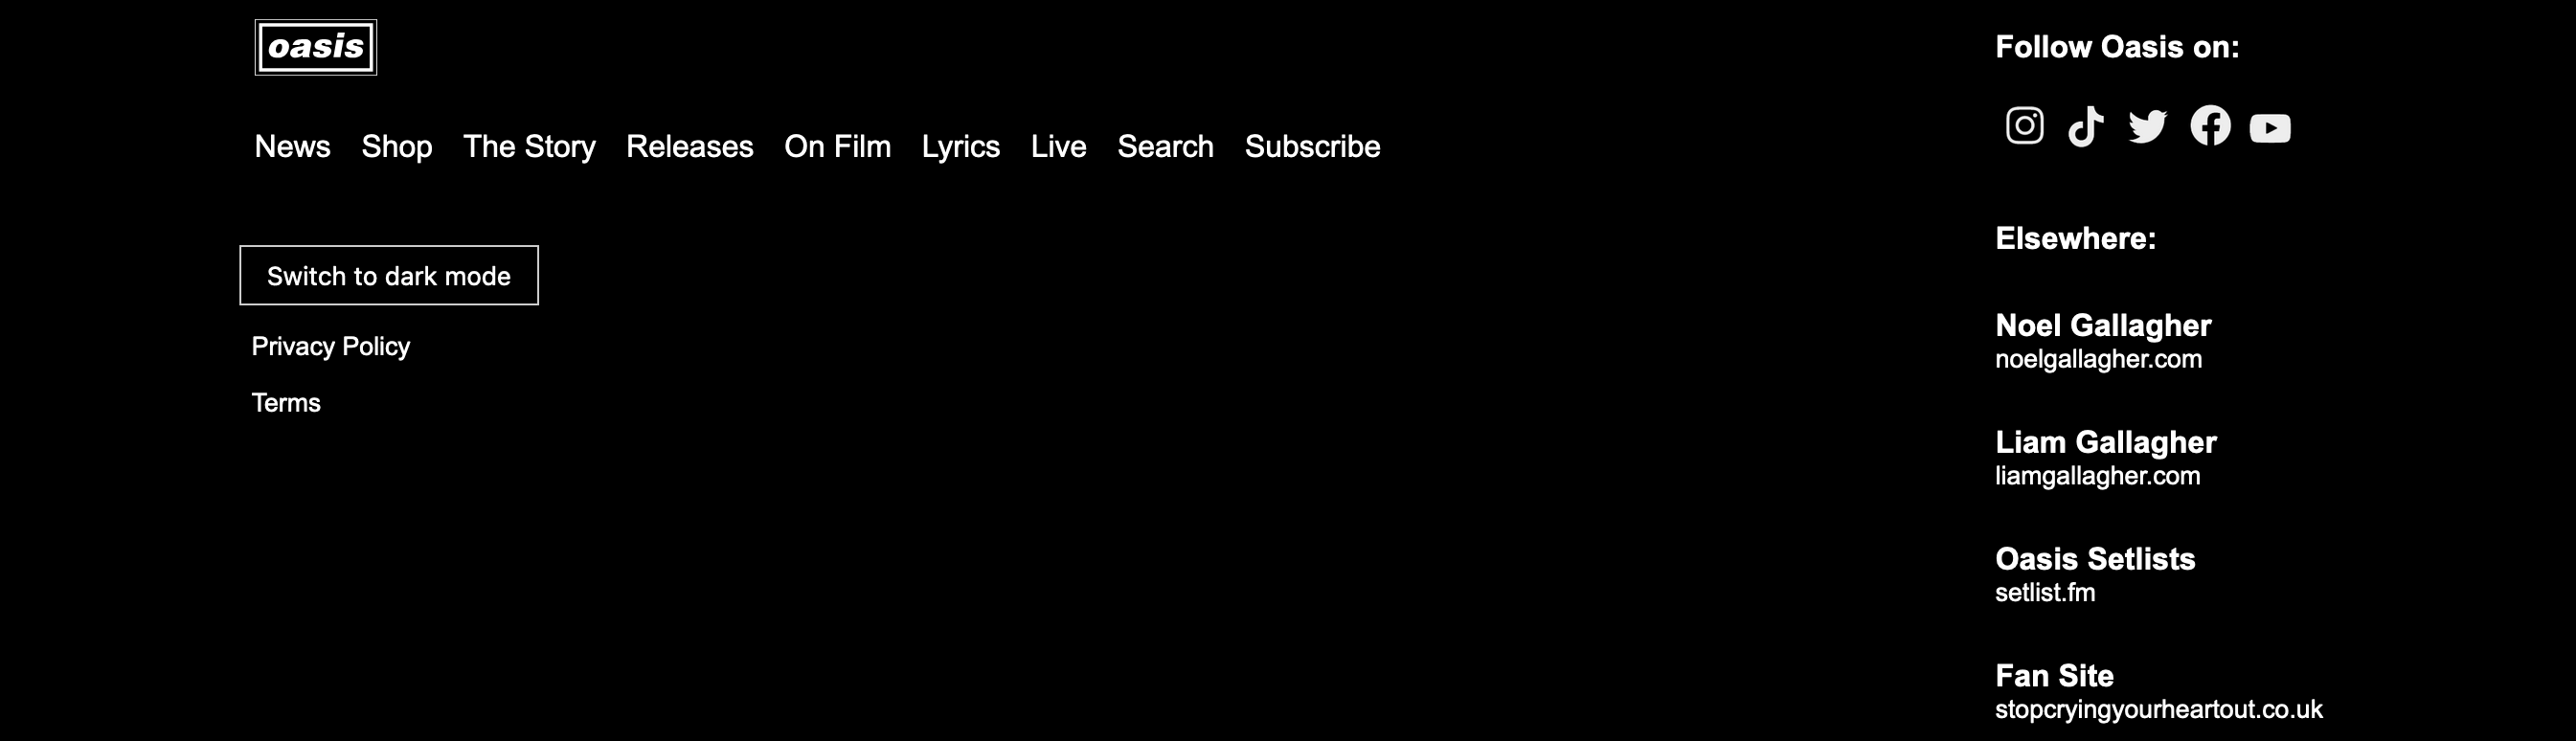 oasis
News Shop The Story Releases On Film Lyrics Live Search Subscribe
Switch to dark mode
Privacy Policy
Terms
Follow Oasis on:
Elsewhere:
Noel Gallagher
noelgallagher.com
Liam Gallagher
liamgallagher.com
Oasis Setlists
setlist.fm
Fan Site
stopcryingyourheartout.co.uk